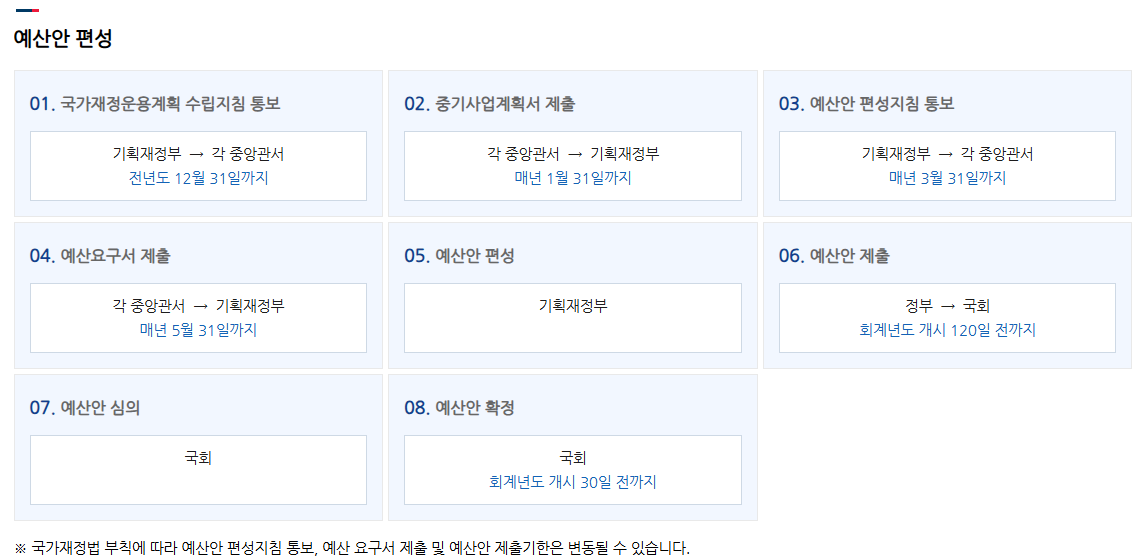 예산안 편성
01. 국가재정운용계획 수립지침 통보
기획재정부 → 각 중앙관서
전년도 12월 31일까지
02. 중기사업계획서 제출
각 중앙관서 → 기획재정부
매년 1월 31일까지
03. 예산안 편성지침 통보
기획재정부 → 각 중앙관서
매년 3월 31일까지
04. 예산요구서 제출
각 중앙관서 → 기획재정부
매년 5월 31일까지
05. 예산안 편성
기획재정부
06. 예산안 제출
정부 → 국회
회계년도 개시 120일 전까지
07. 예산안 심의
국회
08. 예산안 확정
국회
회계년도 개시 30일 전까지
※ 국가재정법 부칙에 따라 예산안 편성지침 통보, 예산 요구서 제출 및 예산안 제출기한은 변동될 수 있습니다.